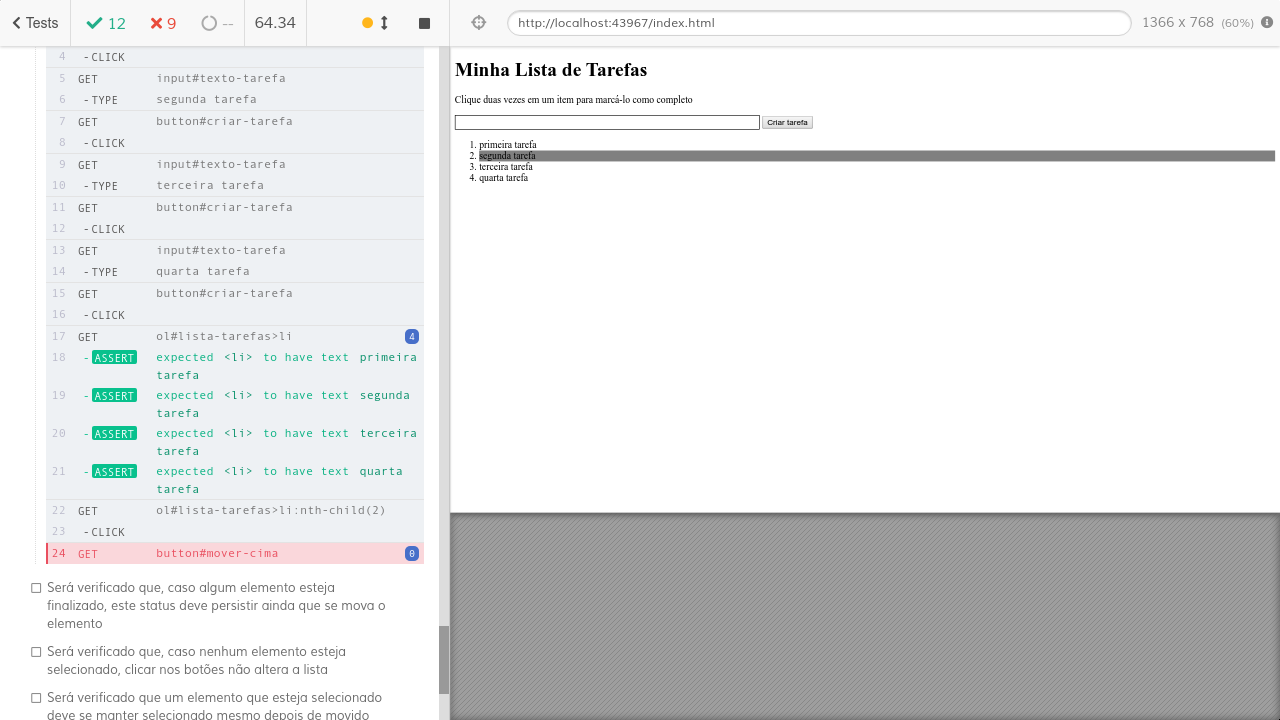 Tests
12
9
--
64.34
http://localhost:43967/index.html
1366 x 768 (60%)
4 -CLICK
5 GET input#texto-tarefa
6 -TYPE segunda tarefa
7 GET button#criar-tarefa
8 -CLICK
9 GET input#texto-tarefa
10 -TYPE terceira tarefa
11 GET button#criar-tarefa
12 -CLICK
13 GET input#texto-tarefa
14 -TYPE quarta tarefa
15 GET button#criar-tarefa
16 -CLICK
17 GET ol#lista-tarefas>li 4
18 -ASSERT expected <li> to have text primeira
tarefa
19 -ASSERT expected <li> to have text segunda
tarefa
20 -ASSERT expected <li> to have text terceira
tarefa
21 -ASSERT expected <li> to have text quarta
tarefa
22 GET ol#lista-tarefas>li:nth-child(2)
23 -CLICK
24 GET button#mover-cima 0
Será verificado que, caso algum elemento esteja
finalizado, este status deve persistir ainda que se mova o
elemento
Será verificado que, caso nenhum elemento esteja
selecionado, clicar nos botões não altera a lista
Será verificado que um elemento que esteja selecionado
deve se manter selecionado mesmo depois de movido
Minha Lista de Tarefas
Clique duas vezes em um item para marcá-lo como completo
Criar tarefa
1. primeira tarefa
2. segunda tarefa
3. terceira tarefa
4. quarta tarefa